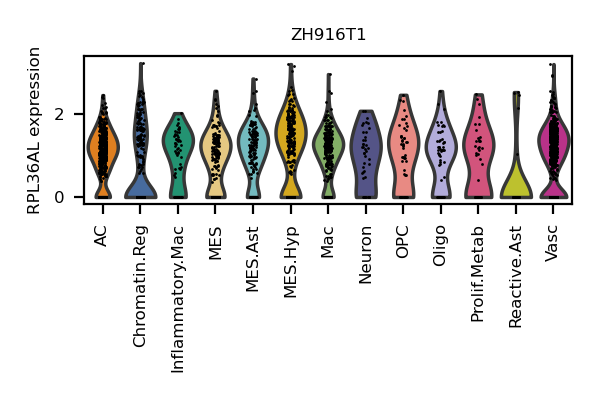 ZH916T1
RPL36AL expression
2
0
AC
Chromatin.Reg
Inflammatory.Mac
MES
MES.Ast
MES.Hyp
Mac
Neuron
OPC
Oligo
Prolif.Metab
Reactive.Ast
Vasc